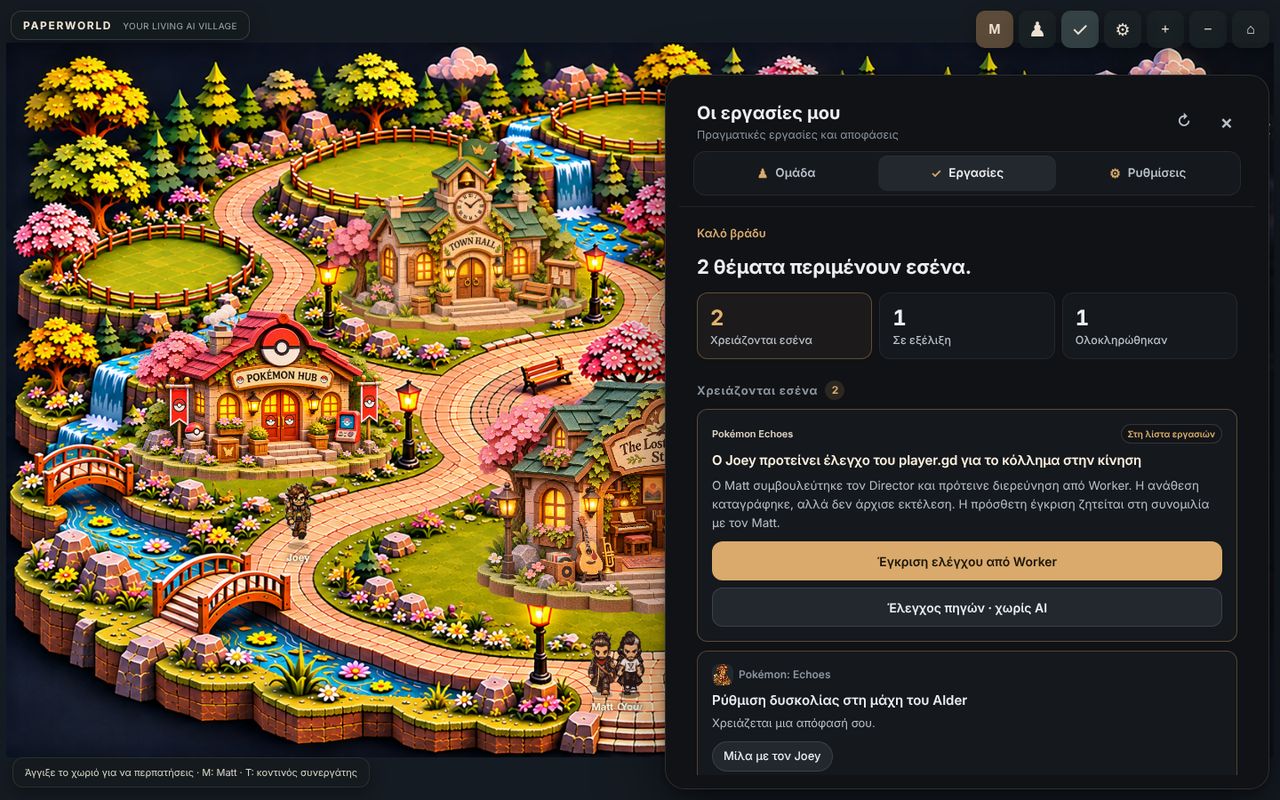 PAPERWORLD YOUR LIVING AI VILLAGE
M
Οι εργασίες μου
Πραγματικές εργασίες και αποφάσεις
Ομάδα
Εργασίες
Ρυθμίσεις
Καλό βράδυ
2 θέματα περιμένουν εσένα.
2
Χρειάζονται εσένα
1
Σε εξέλιξη
1
Ολοκληρώθηκαν
Χρειάζονται εσένα 2
Pokémon Echoes
Στη λίστα εργασιών
Ο Joey προτείνει έλεγχο του player.gd για το κόλλημα στην κίνηση
Ο Matt συμβουλεύτηκε τον Director και πρότεινε διερεύνηση από Worker. Η ανάθεση
καταγράφηκε, αλλά δεν άρχισε εκτέλεση. Η πρόσθετη έγκριση ζητείται στη συνομιλία
με τον Matt.
Έγκριση ελέγχου από Worker
Έλεγχος πηγών · χωρίς AI
Pokémon: Echoes
Ρύθμιση δυσκολίας στη μάχη του Alder
Χρειάζεται μια απόφασή σου.
Μίλα με τον Joey
TOWN HALL
POKÉMON HUB
The Lost
Joey
Matt
You
Άγγιξε το χωριό για να περπατήσεις · M: Matt · T: κοντινός συνεργάτης